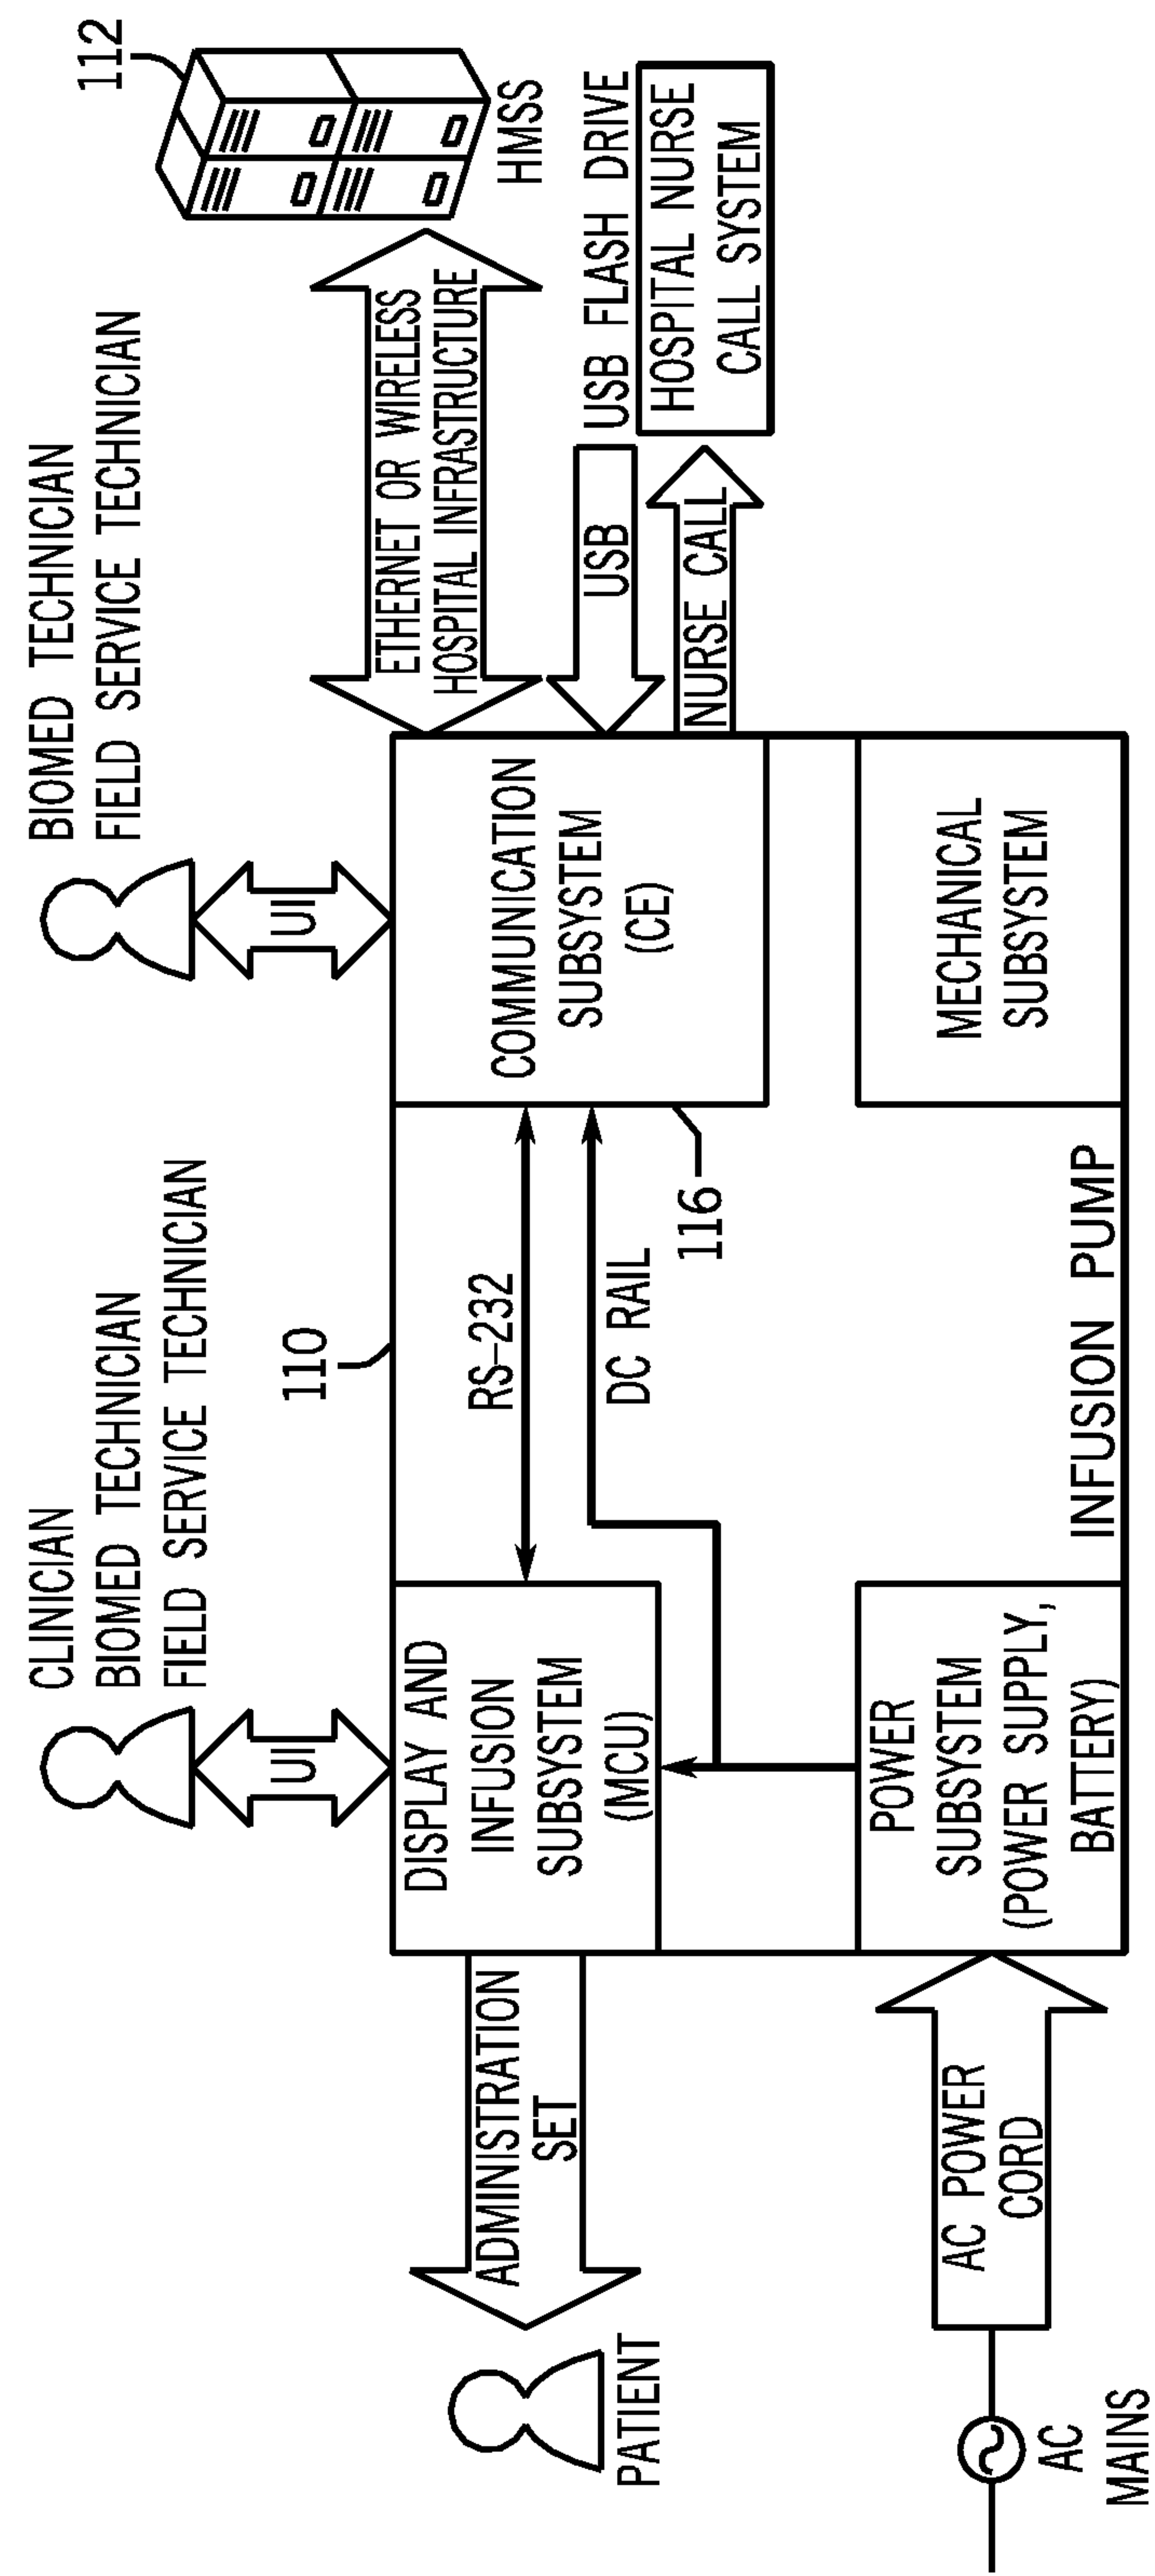 CLINICIAN
BIOMED TECHNICIAN
FIELD SERVICE TECHNICIAN
BIOMED TECHNICIAN
FIELD SERVICE TECHNICIAN
112
110
UI
UI
HMSS
ETHERNET OR WIRELESS
HOSPITAL INFRASTRUCTURE
PATIENT
ADMINISTRATION
SET
DISPLAY AND
INFUSION
SUBSYSTEM
(MCU)
RS-232
DC RAIL
116
COMMUNICATION
SUBSYSTEM
(CE)
USB
USB FLASH DRIVE
NURSE CALL
HOSPITAL NURSE
CALL SYSTEM
AC
MAINS
AC POWER
CORD
POWER
SUBSYSTEM
(POWER SUPPLY,
BATTERY)
INFUSION PUMP
MECHANICAL
SUBSYSTEM